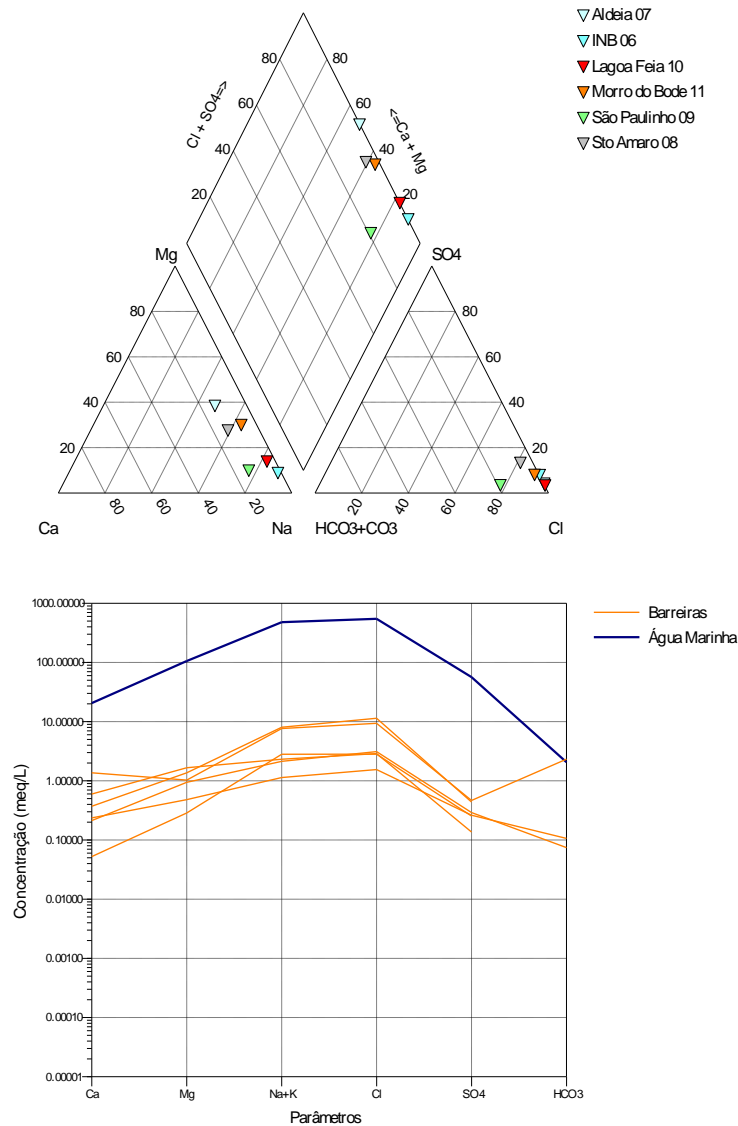 Aldeia 07
INB 06
Lagoa Feia 10
Morro do Bode 11
São Paulinho 09
Sto Amaro 08
80 80
60 60
Cl + SO4=> <=Ca + Mg
40 40
20 20
Mg SO4
80 80
60 60
40 40
20 20
80 60 40 20 20 40 60 80
Ca Na HCO3+CO3 Cl
Barreiras
Água Marinha
1000.00000
100.00000
10.00000
1.00000
0.10000
0.01000
0.00100
0.00010
0.00001
Concentração (meq/L)
Ca Mg Na+K Cl SO4 HCO3
Parâmetros